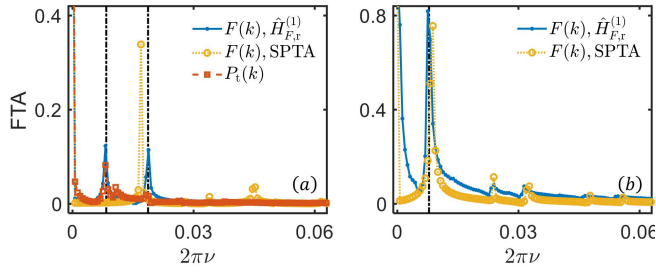 FTA
0.4
0.2
0
F(k), Ĥ_{F,r}^{(1)}
F(k), SPTA
P_t(k)
(a)
0
0.03
0.06
2πν
0.8
0.4
0
F(k), Ĥ_{F,r}^{(1)}
F(k), SPTA
(b)
0
0.03
0.06
2πν